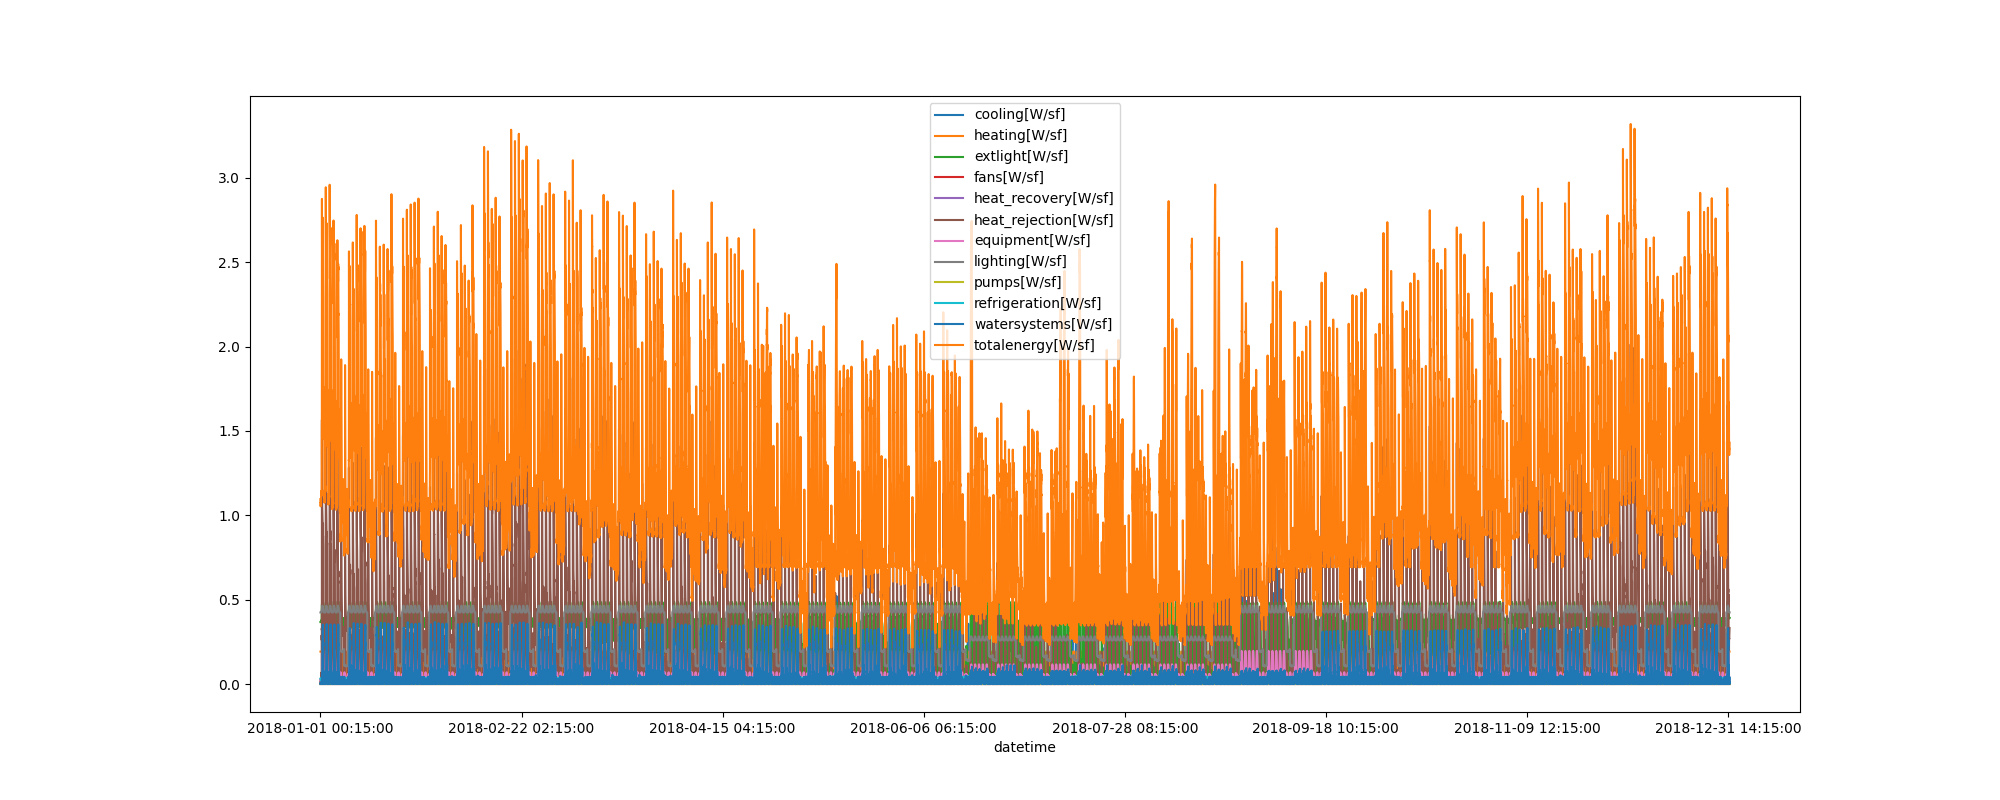 cooling[W/sf]
heating[W/sf]
extlight[W/sf]
fans[W/sf]
heat_recovery[W/sf]
heat_rejection[W/sf]
equipment[W/sf]
lighting[W/sf]
pumps[W/sf]
refrigeration[W/sf]
watersystems[W/sf]
totalenergy[W/sf]
3.0
2.5
2.0
1.5
1.0
0.5
0.0
2018-01-01 00:15:00 2018-02-22 02:15:00 2018-04-15 04:15:00 2018-06-06 06:15:00 2018-07-28 08:15:00 2018-09-18 10:15:00 2018-11-09 12:15:00 2018-12-31 14:15:00
datetime